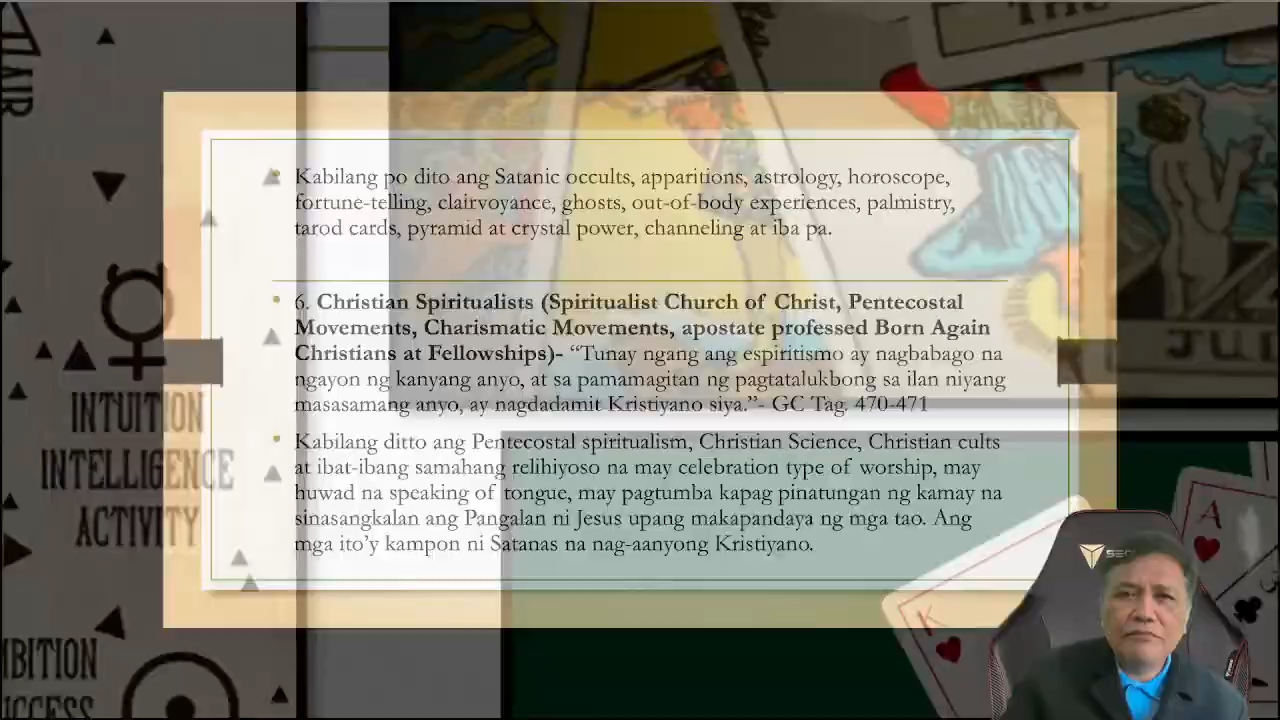 AIR
THE
JUD
INTUITION
INTELLIGENCE
ACTIVITY
Kabilang po dito ang Satanic occults, apparitions, astrology, horoscope,
fortune-telling, clairvoyance, ghosts, out-of-body experiences, palmistry,
tarod cards, pyramid at crystal power, channeling at iba pa.
6. Christian Spiritualists (Spiritualist Church of Christ, Pentecostal
Movements, Charismatic Movements, apostate professed Born Again
Christians at Fellowships)- “Tunay ngang ang espiritismo ay nagbabago na
ngayon ng kanyang anyo, at sa pamamagitan ng pagtatalukbong sa ilan niyang
masasamang anyo, ay nagdadamit Kristiyano siya.”- GC Tag. 470-471
Kabilang ditto ang Pentecostal spiritualism, Christian Science, Christian cults
at ibat-ibang samahang relihiyoso na may celebration type of worship, may
huwad na speaking of tongue, may pagtumba kapag pinatungan ng kamay na
sinasangkalan ang Pangalan ni Jesus upang makapandaya ng mga tao. Ang
mga ito’y kampon ni Satanas na nag-aanyong Kristiyano.
K
A